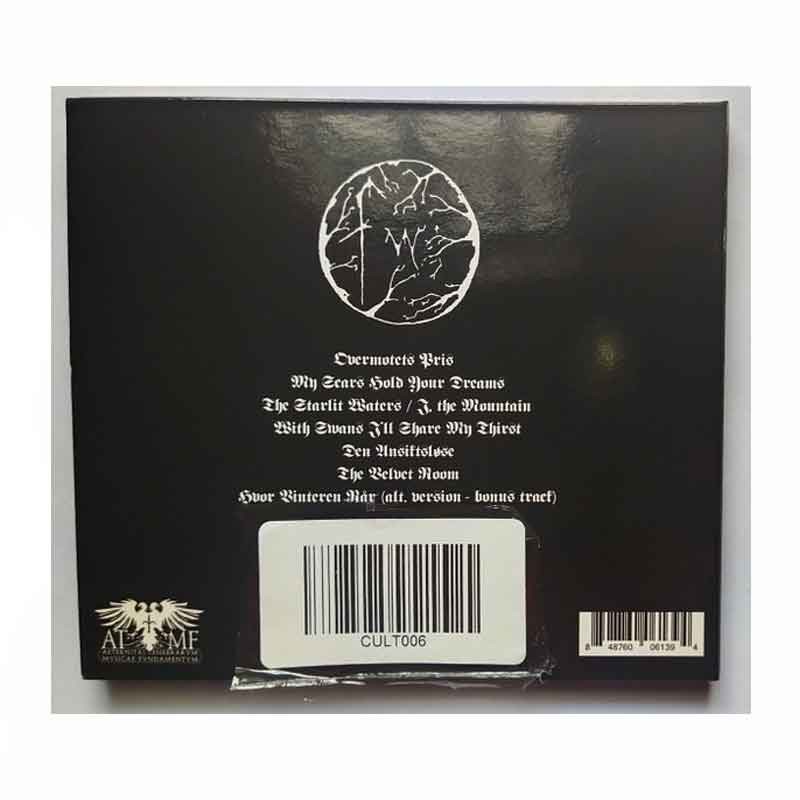 Overmotets Pris
My Scars Hold Your Dreams
The Starlit Waters / I, the Mountain
With Swans I'll Share My Thirst
Den Ansiktsløse
The Velvet Room
Hvor Vinteren Rår (alt. version - bonus track)
CULT006
ATMF
AETERNITAS TENEBRARVM
MVSICAE FVNDAMENTVM
8 48760 06139 4